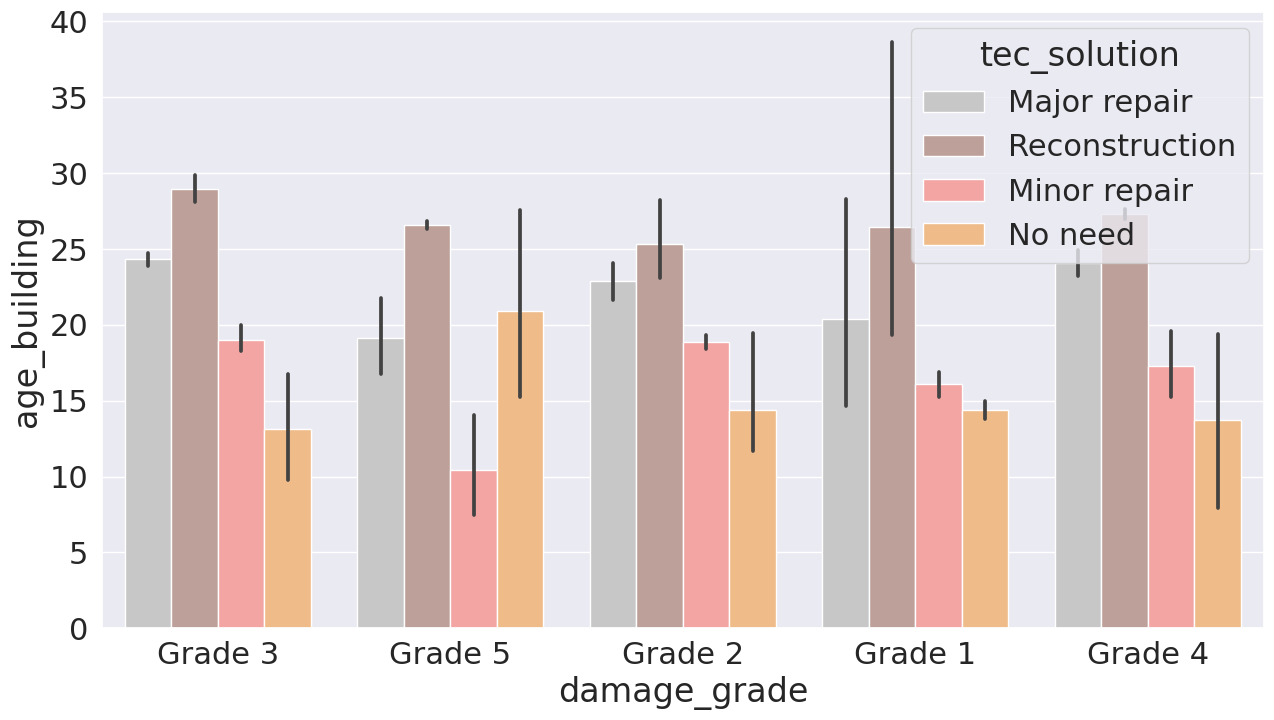 40
35
30
25
20
15
10
5
0
age_building
tec_solution
Major repair
Reconstruction
Minor repair
No need
Grade 3 Grade 5 Grade 2 Grade 1 Grade 4
damage_grade